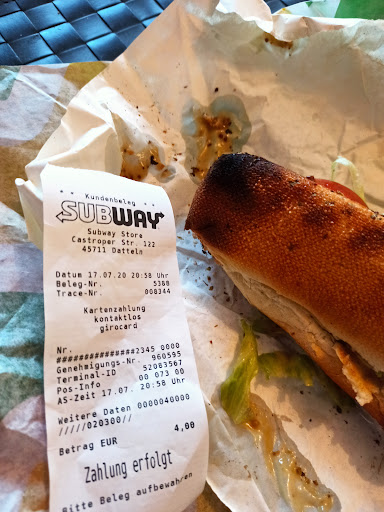 * * Kundenbeleg * *
SUBWAY
Subway Store
Castroper Str. 122
45711 Datteln
Datum 17.07.20 20:58 Uhr
Beleg-Nr. 5388
Trace-Nr. 008344
Kartenzahlung
kontaktlos
girocard
Nr.
###############2345 0000
Genehmigungs-Nr. 960595
Terminal-ID 52083567
Pos-Info 00 073 00
AS-Zeit 17.07. 20:58 Uhr
Weitere Daten 0000040000
/////020300//
Betrag EUR 4,00
Zahlung erfolgt
Bitte Beleg aufbewahren